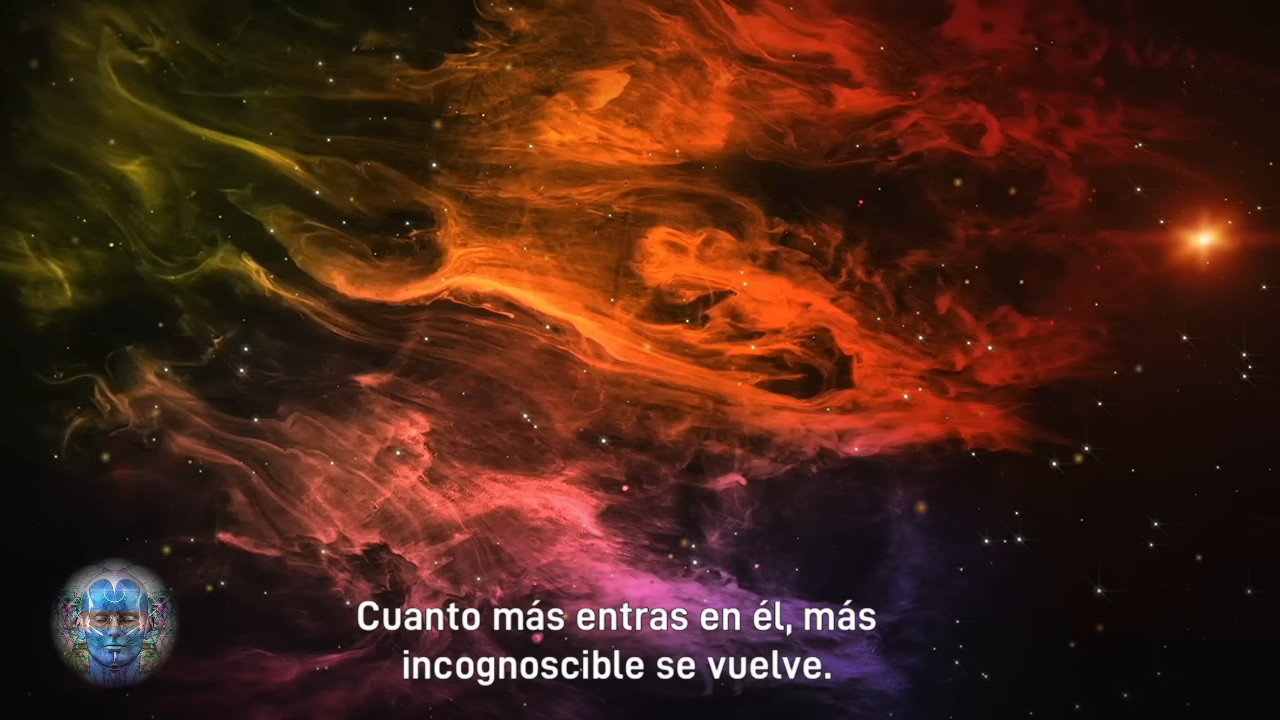 Cuanto más entras en él, más
incognoscible se vuelve.